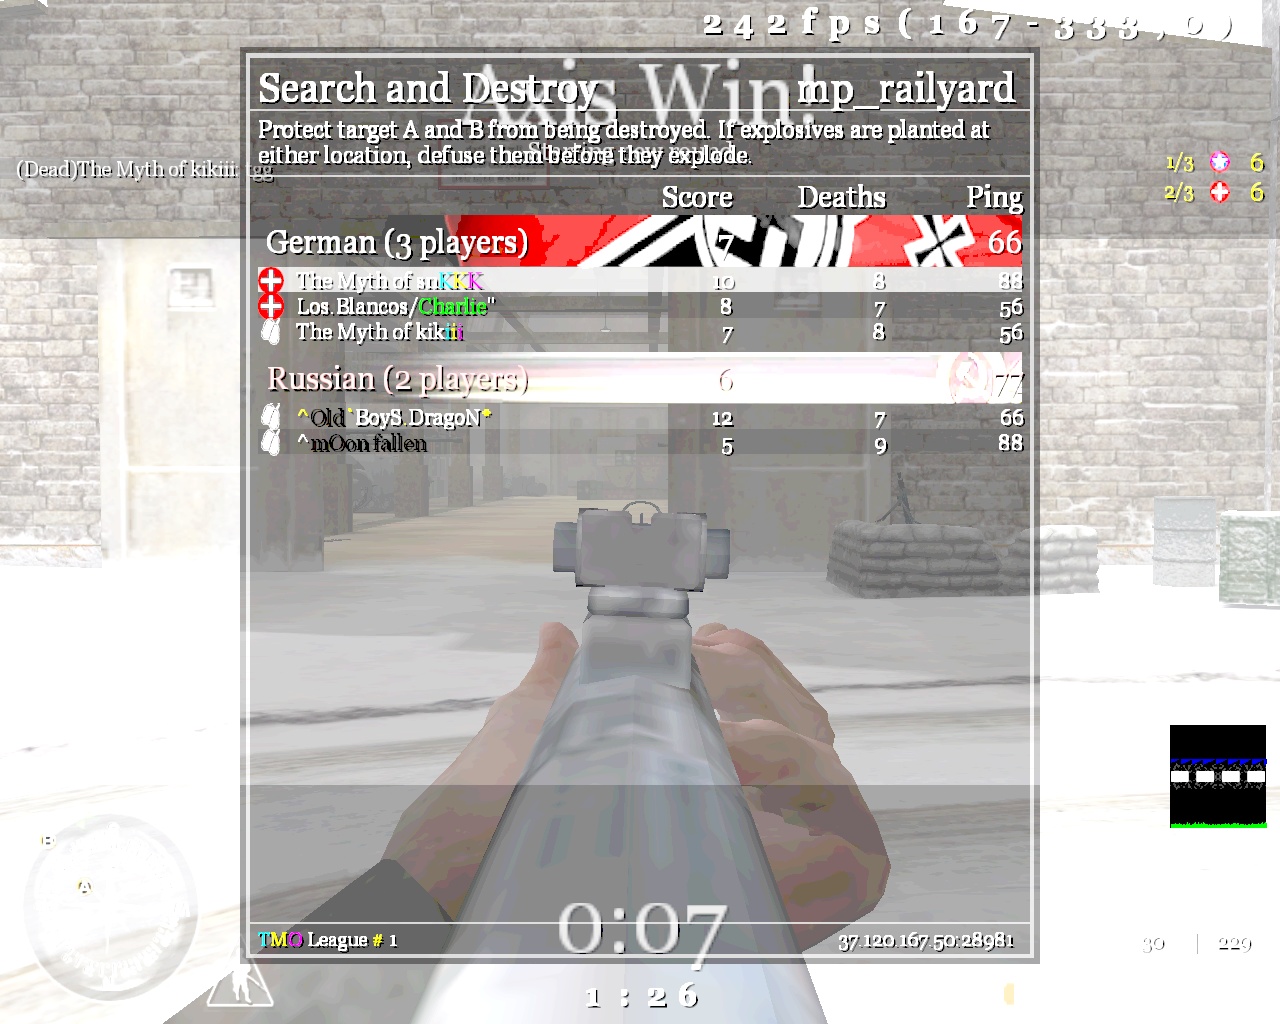 242fps(167-333,0)
Axis Win!
Search and Destroy mp_railyard
Protect target A and B from being destroyed. If explosives are planted at
either location, defuse them before they explode.
Starting new round
(Dead)The Myth of kikiii: gg
1/3 6
2/3 6
Score Deaths Ping
German (3 players) 7 66
The Myth of snKKK 10 8 88
Los.Blancos/Charlie" 8 7 56
The Myth of kikiii 7 8 56
Russian (2 players) 6 77
^Old*BoyS.DragoN* 12 7 66
^mOon fallen 5 9 88
B
A
0:07
TMO League # 1 37.120.167.50:28981
30 | 229
1:26